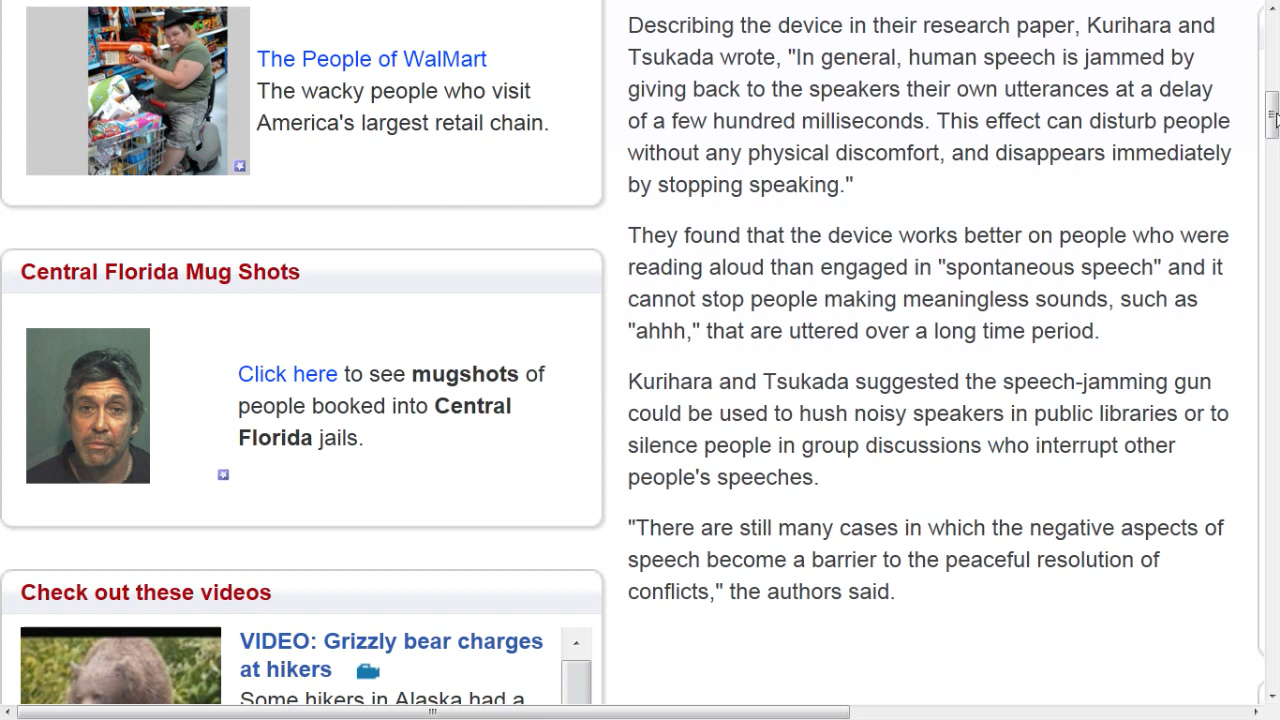 The People of WalMart
The wacky people who visit
America's largest retail chain.
Central Florida Mug Shots
Click here to see mugshots of
people booked into Central
Florida jails.
Check out these videos
VIDEO: Grizzly bear charges
at hikers
Some hikers in Alaska had a
Describing the device in their research paper, Kurihara and
Tsukada wrote, "In general, human speech is jammed by
giving back to the speakers their own utterances at a delay
of a few hundred milliseconds. This effect can disturb people
without any physical discomfort, and disappears immediately
by stopping speaking."
They found that the device works better on people who were
reading aloud than engaged in "spontaneous speech" and it
cannot stop people making meaningless sounds, such as
"ahhh," that are uttered over a long time period.
Kurihara and Tsukada suggested the speech-jamming gun
could be used to hush noisy speakers in public libraries or to
silence people in group discussions who interrupt other
people's speeches.
"There are still many cases in which the negative aspects of
speech become a barrier to the peaceful resolution of
conflicts," the authors said.